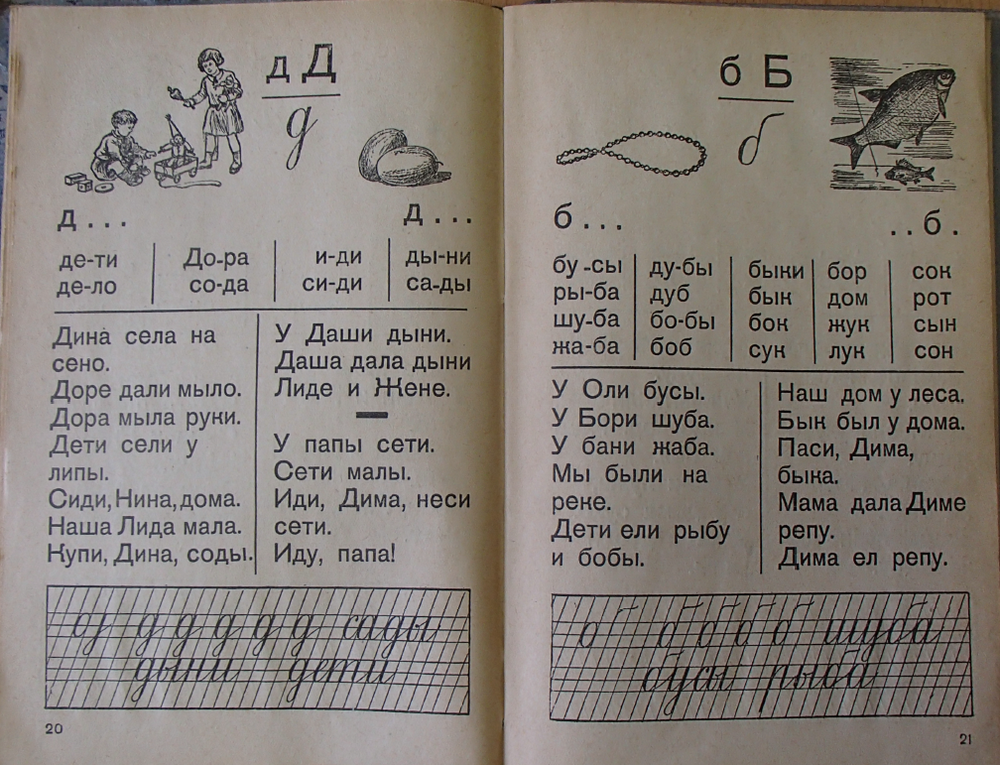 д Д
д
Д... Д...
де-ти До-ра и-ди ды-ни
де-ло со-да си-ди са-ды
Дина села на
сено.
Доре дали мыло.
Дора мыла руки.
Дети сели у
липы.
Сиди, Нина, дома.
Наша Лида мала.
Купи, Дина, соды.
У Даши дыни.
Даша дала дыни
Лиде и Жене.
У папы сети.
Сети малы.
Иди, Дима, неси
сети.
Иду, папа!
д д д д д сады
дыни дети
20
б Б
б
б... ..б.
бу-сы ду-бы быки бор сок
ры-ба дуб бык дом рот
шу-ба бо-бы бок жук сын
жа-ба боб сук лук сон
У Оли бусы.
У Бори шуба.
У бани жаба.
Мы были на
реке.
Дети ели рыбу
и бобы.
Наш дом у леса.
Бык был у дома.
Паси, Дима,
быка.
Мама дала Диме
репу.
Дима ел репу.
б б б б шуба
бусы рыба
21